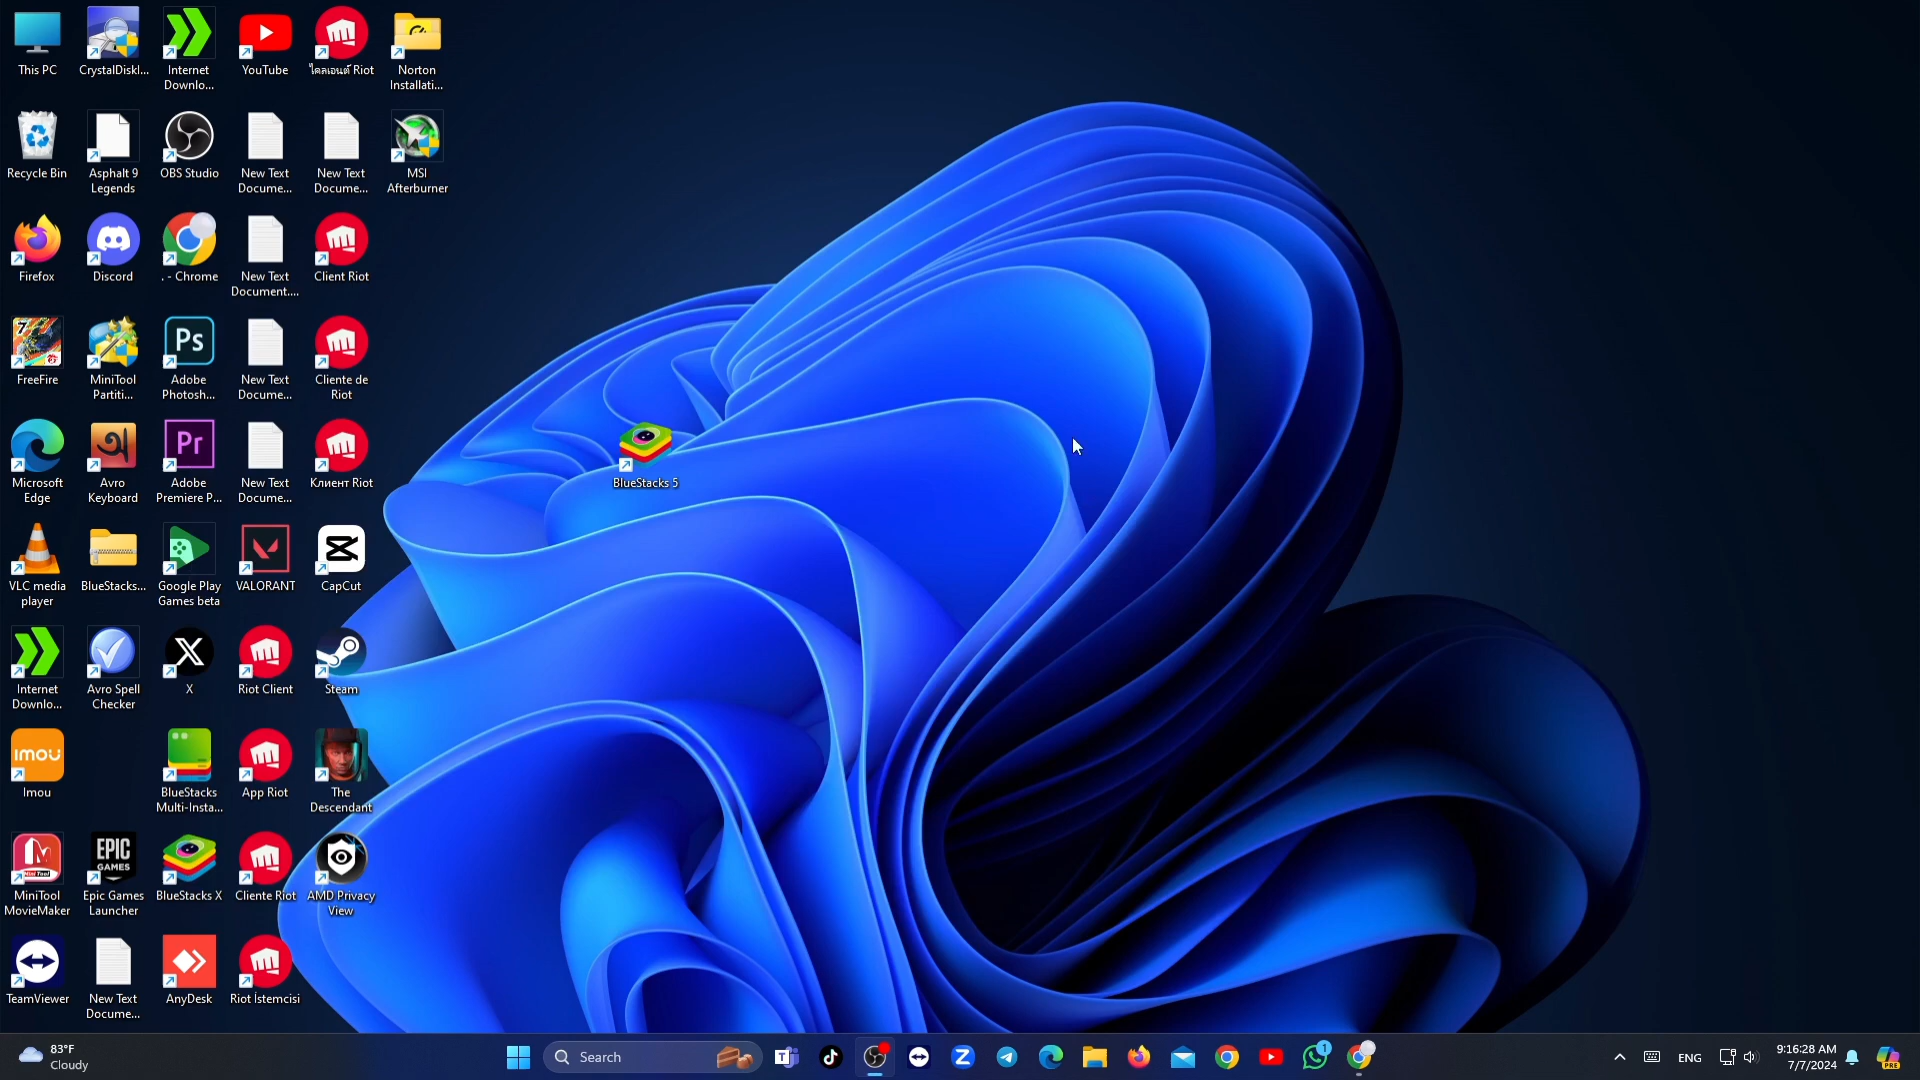 This PC
CrystalDiskI...
Internet
Downlo...
YouTube
ไคลเอนต์ Riot
Norton
Installati...
Recycle Bin
Asphalt 9
Legends
OBS Studio
New Text
Docume...
New Text
Docume...
MSI
Afterburner
Firefox
Discord
. - Chrome
New Text
Document....
Client Riot
7
FreeFire
MiniTool
Partiti...
Ps
Adobe
Photosh...
New Text
Docume...
Cliente de
Riot
Microsoft
Edge
অ
Avro
Keyboard
Pr
Adobe
Premiere P...
New Text
Docume...
Клиент Riot
BlueStacks 5
VLC media
player
BlueStacks...
Google Play
Games beta
VALORANT
CapCut
Internet
Downlo...
Avro Spell
Checker
X
Riot Client
Steam
imou
Imou
BlueStacks
Multi-Insta...
App Riot
The
Descendant
MiniTool
MovieMaker
EPIC
GAMES
Epic Games
Launcher
BlueStacks X
Cliente Riot
AMD Privacy
View
TeamViewer
New Text
Docume...
AnyDesk
Riot İstemcisi
83°F
Cloudy
Search
Z
1
ENG
9:16:28 AM
7/7/2024
PRE